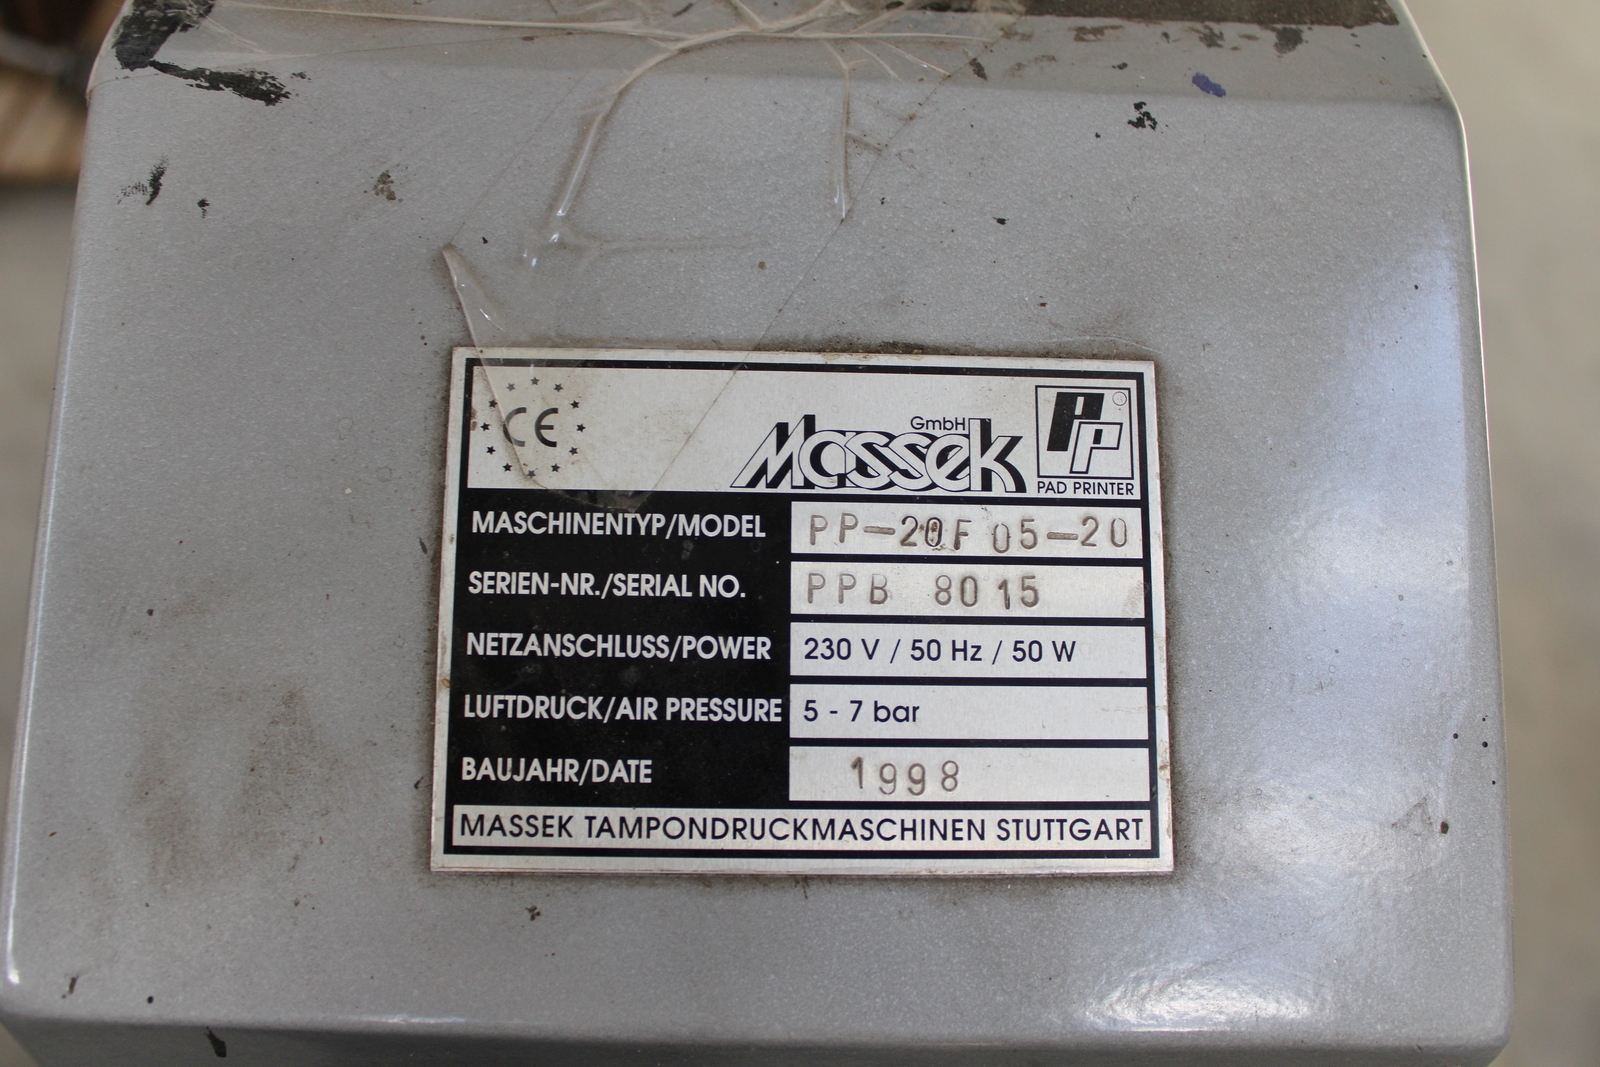 CE
GmbH
Massek
PP
PAD PRINTER
MASCHINENTYP/MODEL PP-20F 05-20
SERIEN-NR./SERIAL NO. PPB 8015
NETZANSCHLUSS/POWER 230 V / 50 Hz / 50 W
LUFTDRUCK/AIR PRESSURE 5 - 7 bar
BAUJAHR/DATE 1998
MASSEK TAMPONDRUCKMASCHINEN STUTTGART